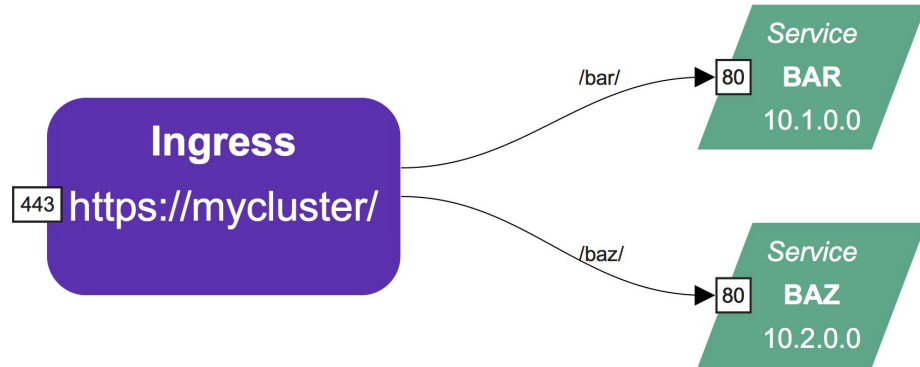 Ingress
443
https://mycluster/
/bar/
80
Service
BAR
10.1.0.0
/baz/
80
Service
BAZ
10.2.0.0